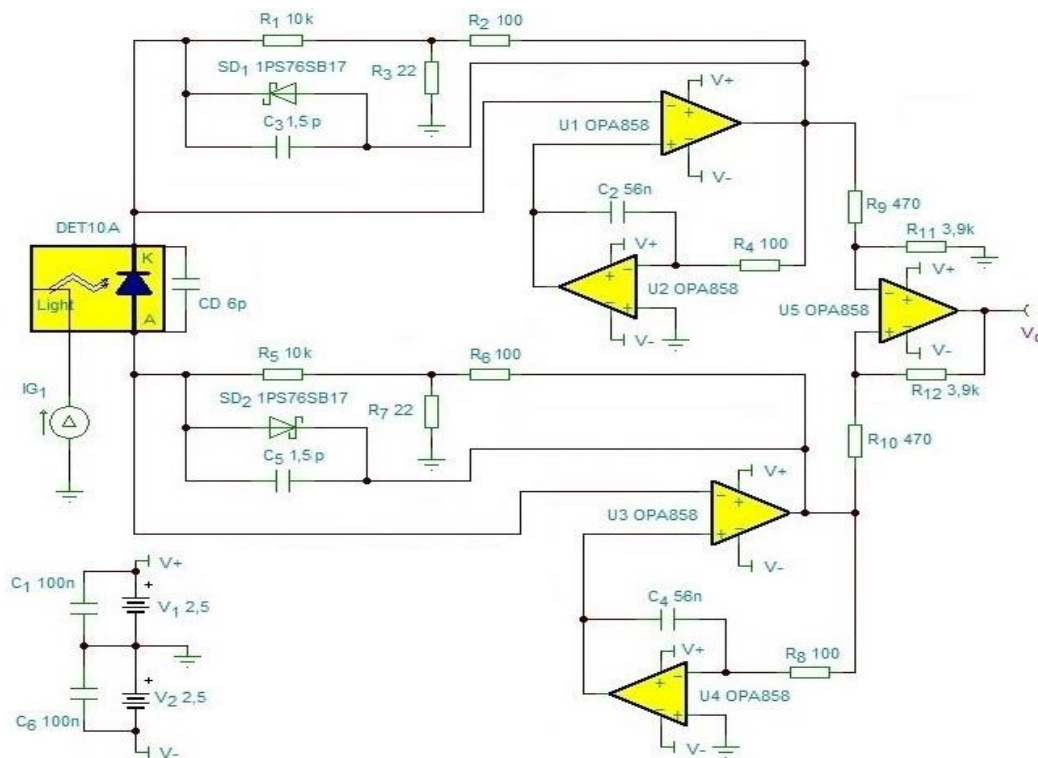 R1 10k
R2 100
SD1 1PS76SB17
R3 22
C3 1,5 p
V+
- +
+ -
U1 OPA858
V-
C2 56n
V+
R4 100
- +
+ -
U2 OPA858
V-
R9 470
R11 3,9k
V+
- +
+ -
U5 OPA858
V-
R12 3,9k
R10 470
DET10A
K
Light
A
CD 6p
IG1
R5 10k
R6 100
SD2 1PS76SB17
R7 22
C5 1,5 p
V+
- +
+ -
U3 OPA858
V-
C4 56n
V+
R8 100
- +
+ -
U4 OPA858
V-
V+
C1 100n
+
V1 2,5
+
V2 2,5
C6 100n
V-